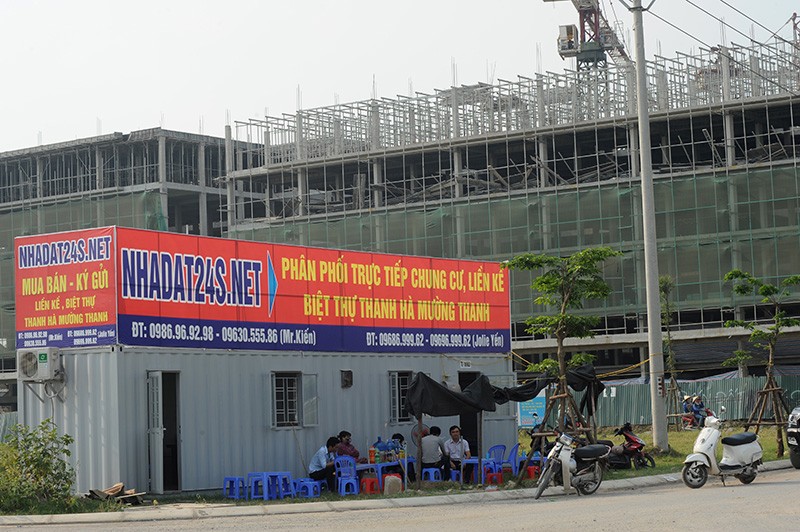 NHADAT24S.NET
MUA BÁN - KÝ GỬI
LIỀN KỀ , BIỆT THỰ
THANH HÀ MƯỜNG THANH
NHADAT24S.NET
PHÂN PHỐI TRỰC TIẾP CHUNG CƯ, LIỀN KỀ
BIỆT THỰ THANH HÀ MƯỜNG THANH
ĐT: 0986.96.92.98 - 09630.555.86 (Mr.Kiên)
ĐT: 09686.999.62 - 09696.999.62 (Jolie Yến)